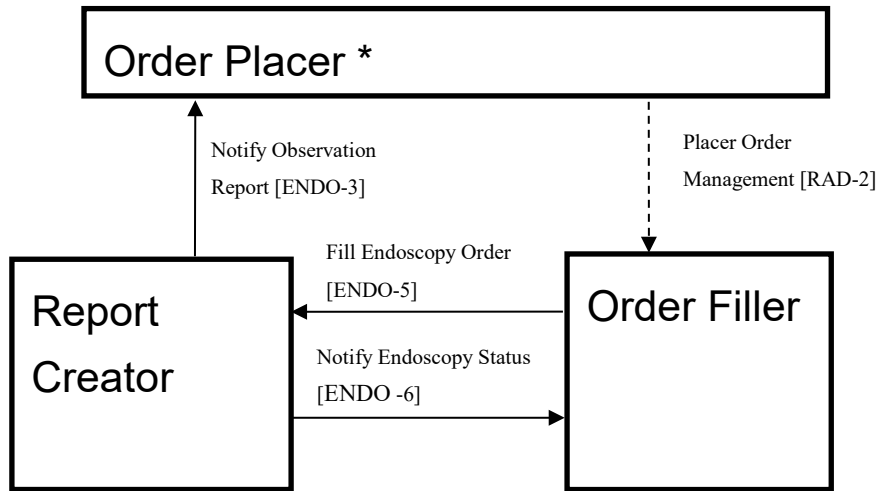 Order Placer *
Notify Observation
Report [ENDO-3]
Placer Order
Management [RAD-2]
Fill Endoscopy Order
[ENDO-5]
Report
Creator
Order Filler
Notify Endoscopy Status
[ENDO -6]